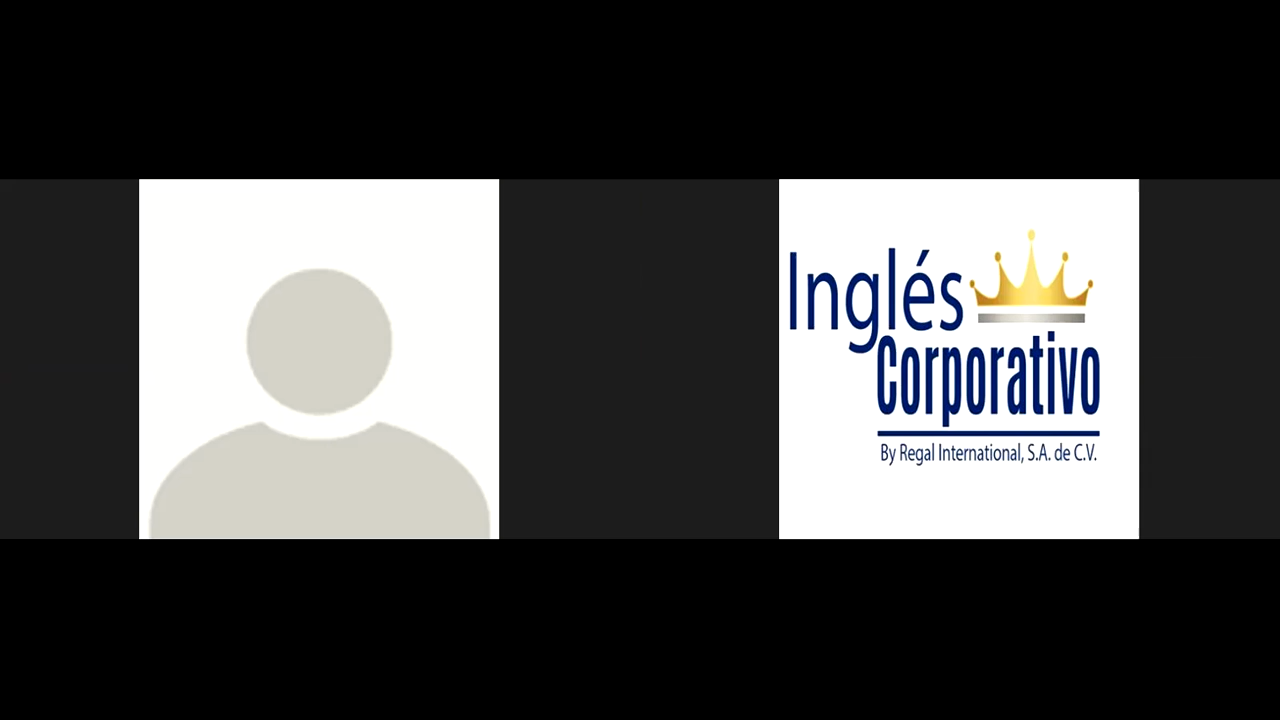 Inglés
Corporativo
By Regal International, S.A. de C.V.